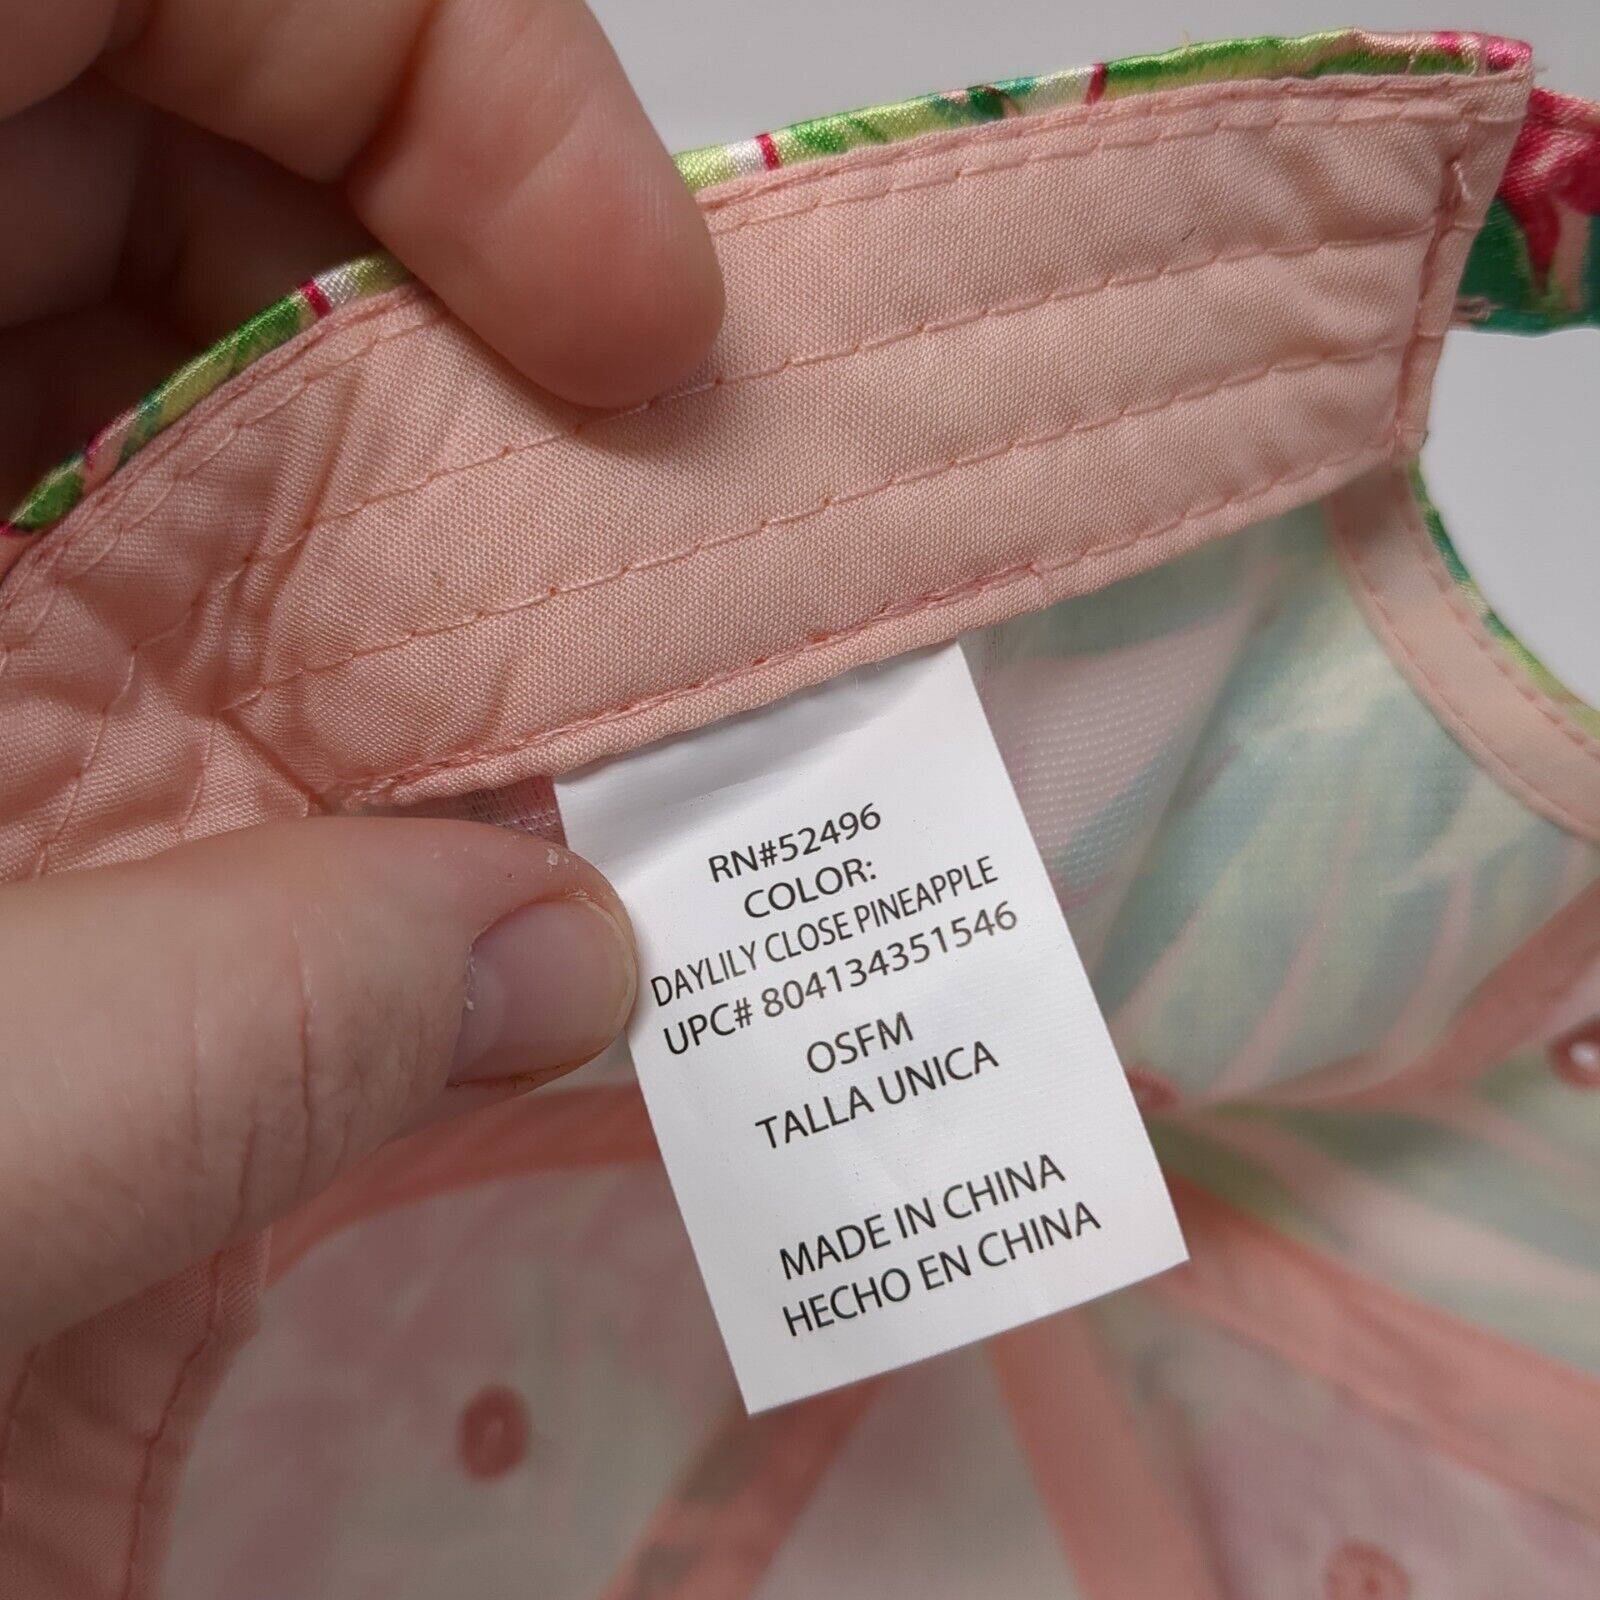 RN#52496
COLOR:
DAYLILY CLOSE PINEAPPLE
UPC# 804134351546
OSFM
TALLA UNICA
MADE IN CHINA
HECHO EN CHINA